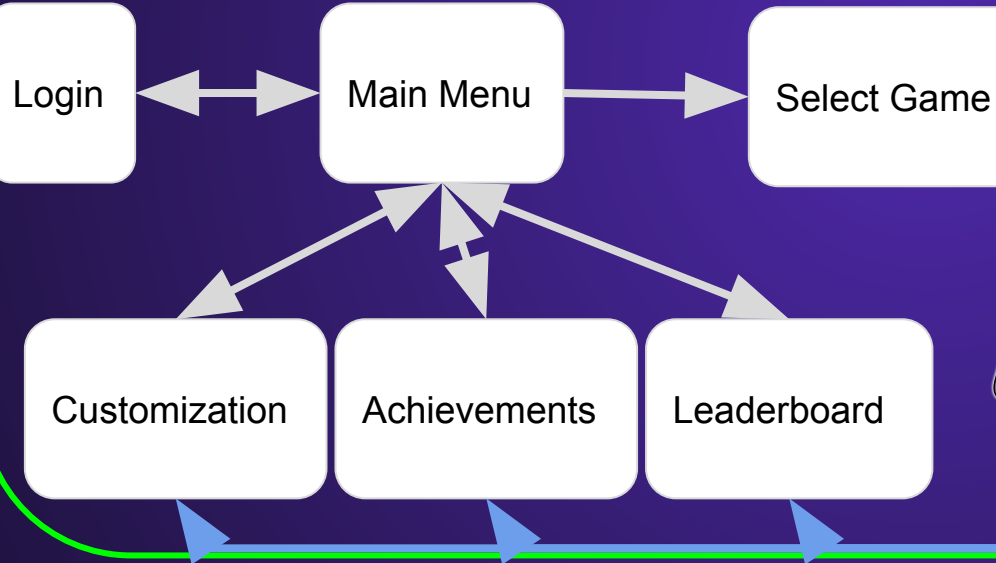 Login
Main Menu
Select Game
Customization
Achievements
Leaderboard